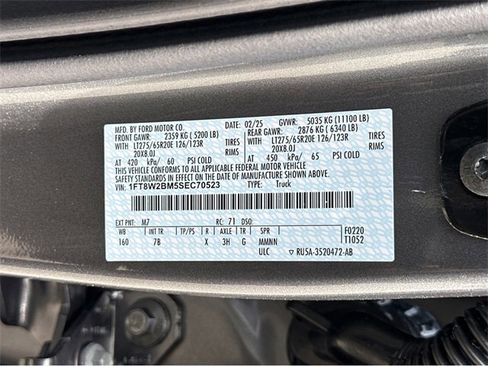 MFD. BY FORD MOTOR CO. 02/25 GVWR: 5035 KG (11100 LB)
FRONT GAWR: 2359 KG (5200 LB) REAR GAWR: 2876 KG (6340 LB)
WITH TIRES WITH TIRES
LT275/65R20E 126/123R LT275/65R20E 126/123R
20X8.0J RIMS 20X8.0J RIMS
AT 420 kPa/ 60 PSI COLD AT 450 kPa/ 65 PSI COLD
THIS VEHICLE CONFORMS TO ALL APPLICABLE FEDERAL MOTOR VEHICLE
SAFETY STANDARDS IN EFFECT ON THE DATE OF MANUFACTURE SHOWN ABOVE.
VIN: 1FT8W2BM5SEC70523 TYPE: Truck
EXT PNT: M7 RC: 71 DSO: F0220
WB INT TR TP/PS R AXLE TR SPR T1052
160 7B X 3H G MMNN
ULC RU5A-3520472-AB